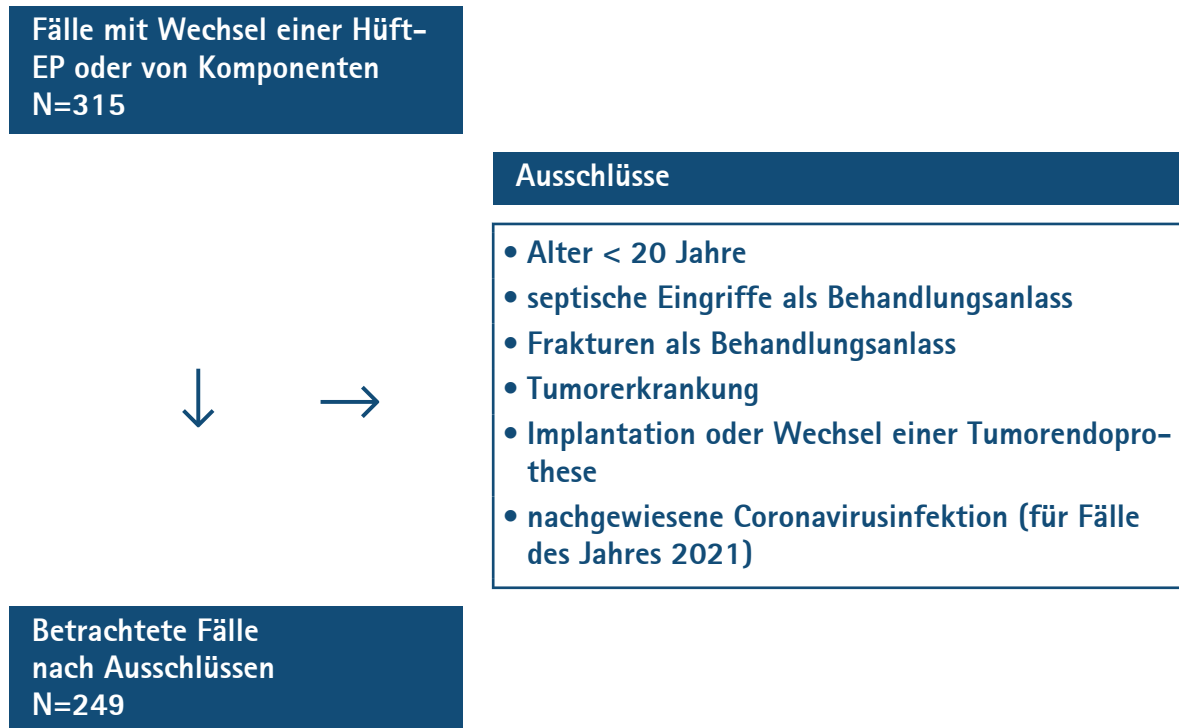 Fälle mit Wechsel einer Hüft-
EP oder von Komponenten
N=315
Ausschlüsse
• Alter < 20 Jahre
• septische Eingriffe als Behandlungsanlass
• Frakturen als Behandlungsanlass
• Tumorerkrankung
• Implantation oder Wechsel einer Tumorendopro-
these
• nachgewiesene Coronavirusinfektion (für Fälle
des Jahres 2021)
Betrachtete Fälle
nach Ausschlüssen
N=249